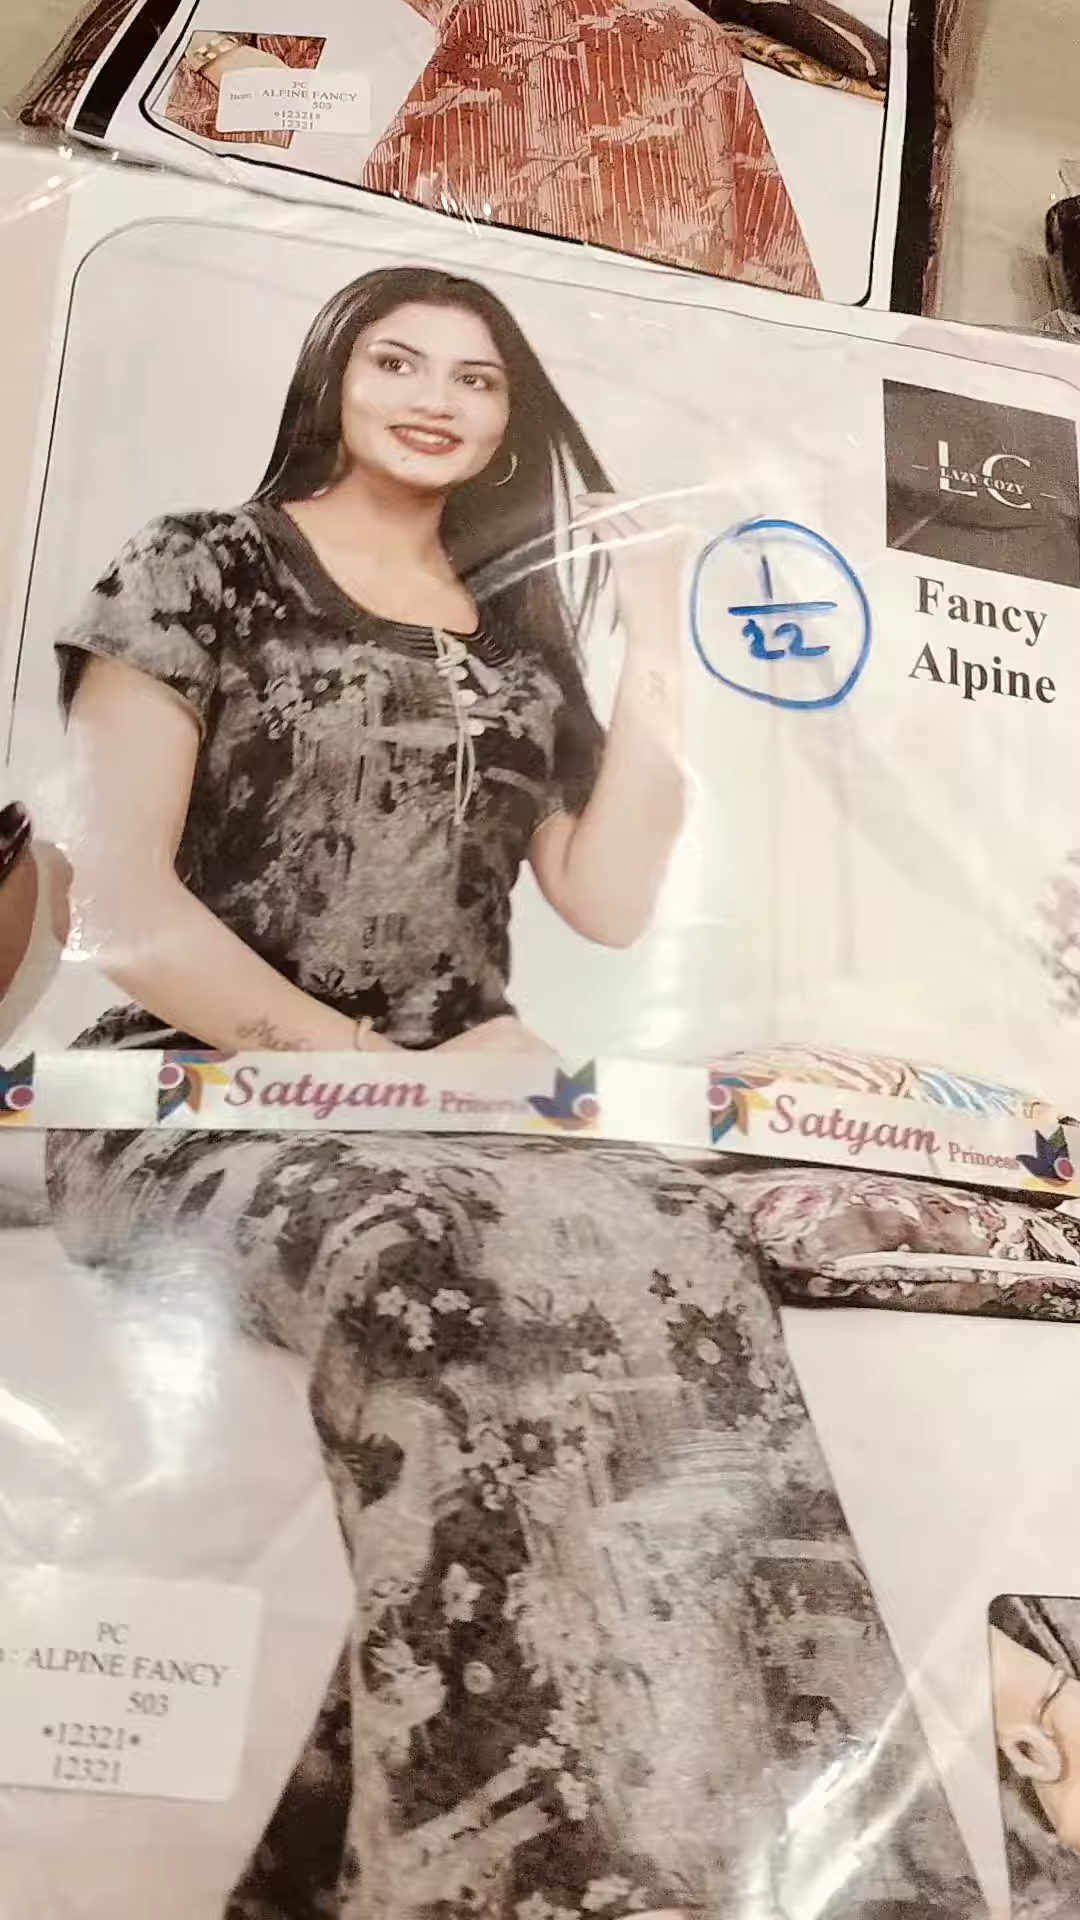 PC
Item : ALPINE FANCY
503
*12321*
12321
LC
LAZY COZY
Fancy
Alpine
1
22
Satyam Princess
Satyam Princess
PC
: ALPINE FANCY
503
*12321*
12321